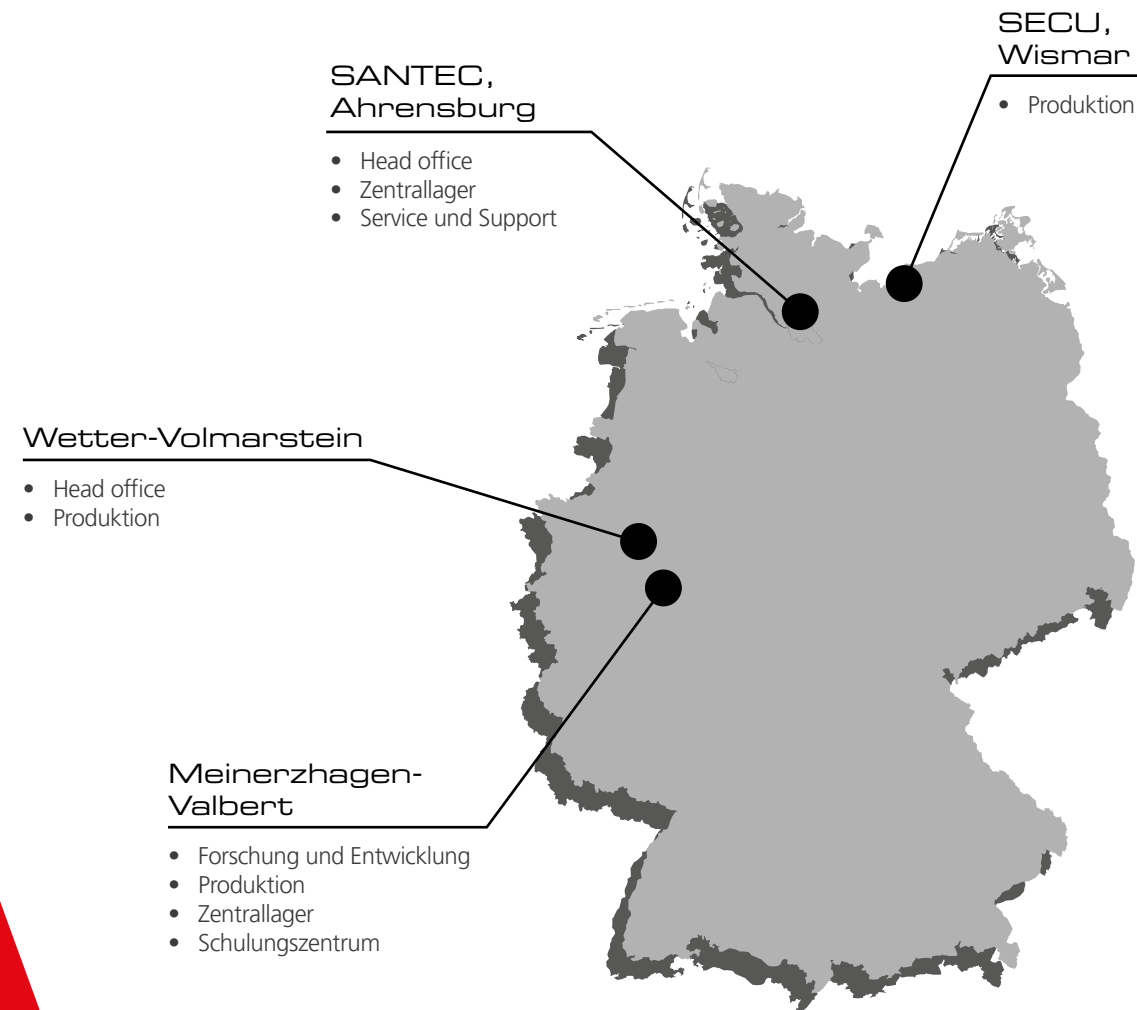 SECU,
Wismar
• Produktion
SANTEC,
Ahrensburg
• Head office
• Zentrallager
• Service und Support
Wetter-Volmarstein
• Head office
• Produktion
Meinerzhagen-
Valbert
• Forschung und Entwicklung
• Produktion
• Zentrallager
• Schulungszentrum